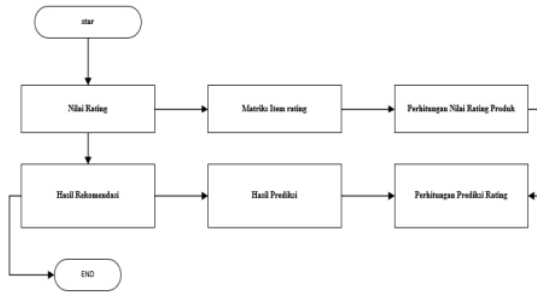 star
Nilai Rating
Matriks Item rating
Perhitungan Nilai Rating Produk
Hasil Rekomendasi
Hasil Prediksi
Perhitungan Prediksi Rating
END